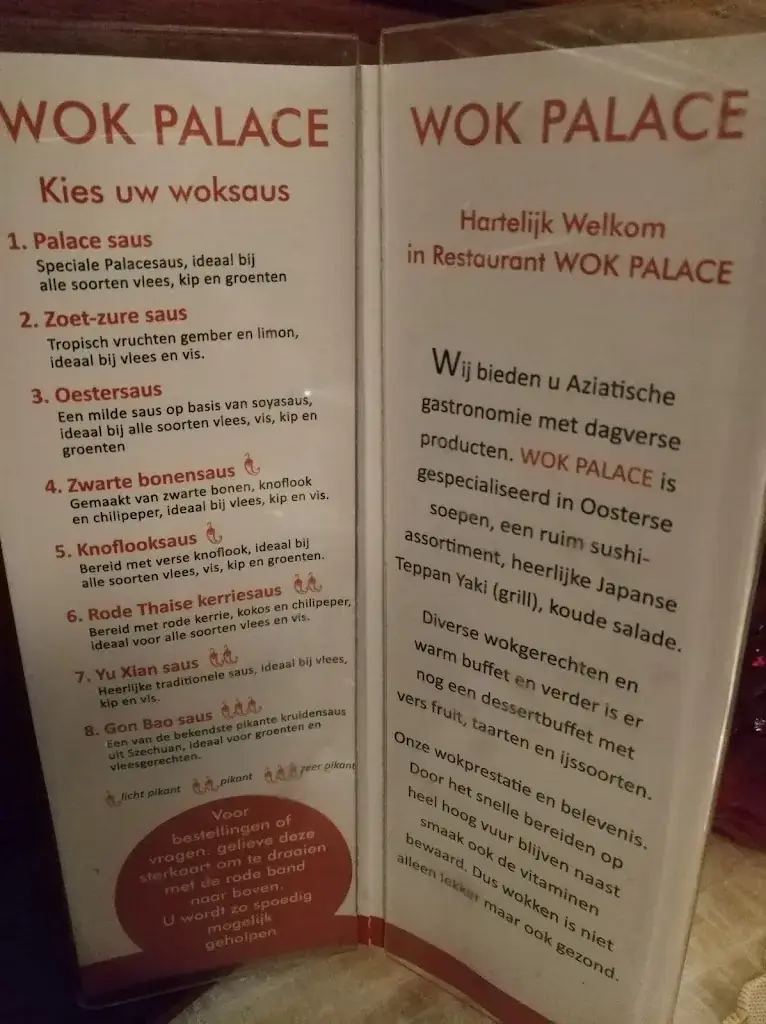 WOK PALACE
Kies uw woksaus
1. Palace saus
Speciale Palacesaus, ideaal bij
alle soorten vlees, kip en groenten
2. Zoet-zure saus
Tropisch vruchten gember en limon,
ideaal bij vlees en vis.
3. Oestersaus
Een milde saus op basis van soyasaus,
ideaal bij alle soorten vlees, vis, kip en
groenten
4. Zwarte bonensaus
Gemaakt van zwarte bonen, knoflook
en chilipeper, ideaal bij vlees, kip en vis.
5. Knoflooksaus
Bereid met verse knoflook, ideaal bij
alle soorten vlees, vis, kip en groenten.
6. Rode Thaise kerriesaus
Bereid met rode kerrie, kokos en chilipeper,
ideaal voor alle soorten vlees en vis.
7. Yu Xian saus
Heerlijke traditionele saus, ideaal bij vlees,
kip en vis.
8. Gon Bao saus
Een van de bekendste pikante kruidensaus
uit Szechuan, ideaal voor groenten en
vleesgerechten.
licht pikant pikant zeer pikant
Voor
bestellingen of
vragen. gelieve deze
sterkaart om te draaien
met de rode band
naar boven.
U wordt zo spoedig
mogelijk
geholpen
WOK PALACE
Hartelijk Welkom
in Restaurant WOK PALACE
Wij bieden u Aziatische
gastronomie met dagverse
producten. WOK PALACE is
gespecialiseerd in Oosterse
soepen, een ruim sushi-
assortiment, heerlijke Japanse
Teppan Yaki (grill), koude salade.
Diverse wokgerechten en
warm buffet en verder is er
nog een dessertbuffet met
vers fruit, taarten en ijssoorten.
Onze wokprestatie en belevenis.
Door het snelle bereiden op
heel hoog vuur blijven naast
smaak ook de vitaminen
bewaard. Dus wokken is niet
alleen lekker maar ook gezond.